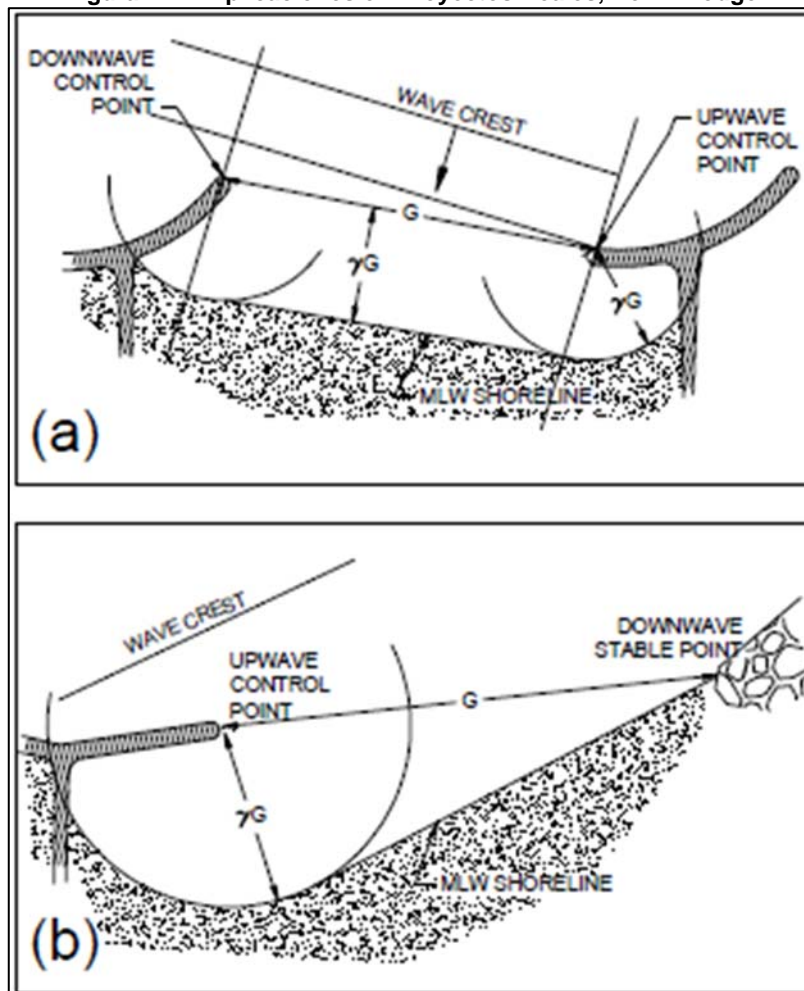 DOWNWAVE
CONTROL
POINT
WAVE CREST
UPWAVE
CONTROL
POINT
G
γG
γG
MLW SHORELINE
(a)
WAVE CREST
UPWAVE
CONTROL
POINT
DOWNWAVE
STABLE POINT
G
γG
MLW SHORELINE
(b)